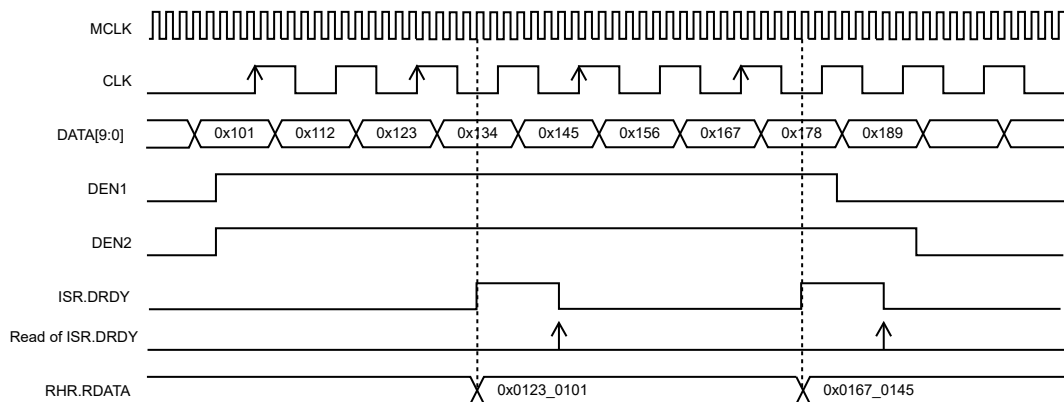 MCLK
CLK
DATA[9:0] 0x101 0x112 0x123 0x134 0x145 0x156 0x167 0x178 0x189
DEN1
DEN2
ISR.DRDY
Read of ISR.DRDY
RHR.RDATA 0x0123_0101 0x0167_0145